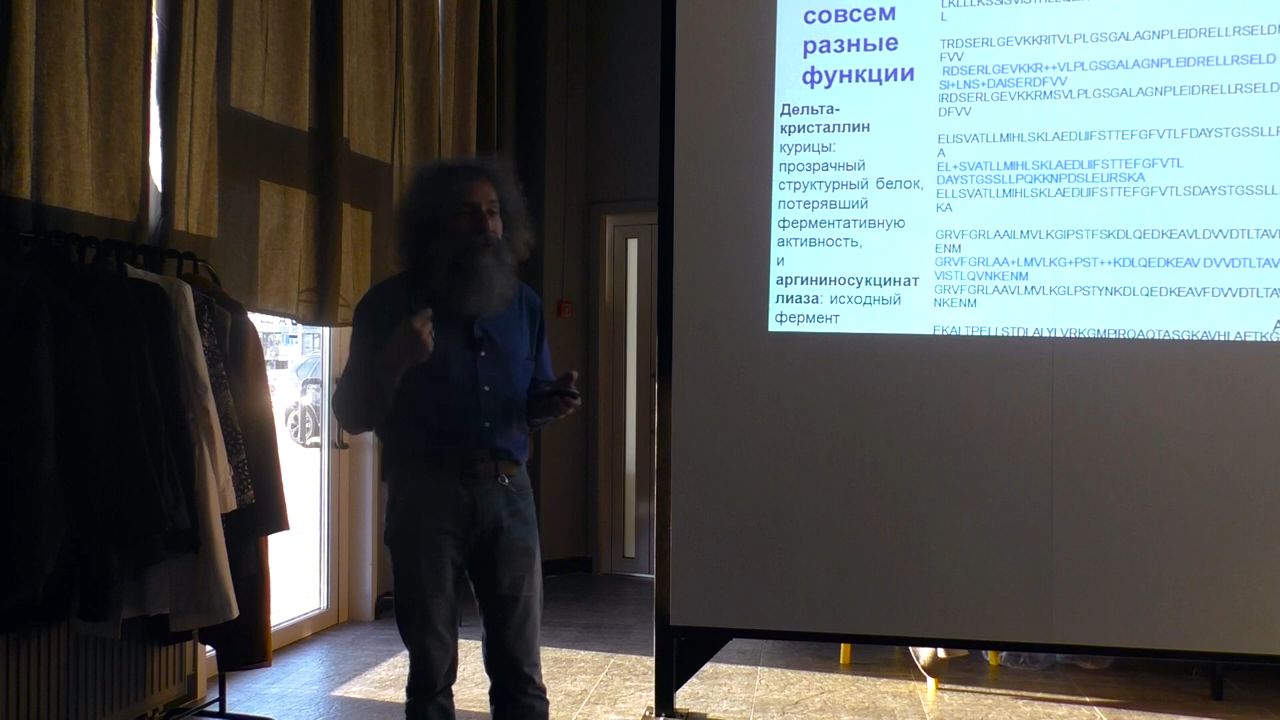 совсем
разные
функции
Дельта-
кристаллин
курицы:
прозрачный
структурный белок,
потерявший
ферментативную
активность,
и
аргининосукцинат
лиаза: исходный
фермент
L
TRDSERLGEVKKRITVLPLGSGALAGNPLEIDRELLRSELD
FVV
RDSERLGEVKKR++VLPLGSGALAGNPLEIDRELLRSELD
SI+LNS+DAISERDFVV
IRDSERLGEVKKRMSVLPLGSGALAGNPLEIDRELLRSELD
DFVV
ELISVATLLMIHLSKLAEDLIIFSTTEFGFVTLFDAYSTGSSLL
A
EL+SVATLLMIHLSKLAEDLIIFSTTEFGFVTL
DAYSTGSSLLPQKKNPDSLELIRSKA
ELLSVATLLMIHLSKLAEDLIIFSTTEFGFVTLSDAYSTGSSLL
KA
GRVFGRLAAILMVLKGIPSTFSKDLQEDKEAVLDVVDTLTAV
ENM
GRVFGRLAA+LMVLKG+PST++KDLQEDKEAV DVVDTLTAV
VISTLQVNKENM
GRVFGRLAAVLMVLKGLPSTYNKDLQEDKEAVFDVVDTLTA
NKENM
EKALTPELLSTDLALYLVRKGMPIRQAQTASGKAVHLAETKG